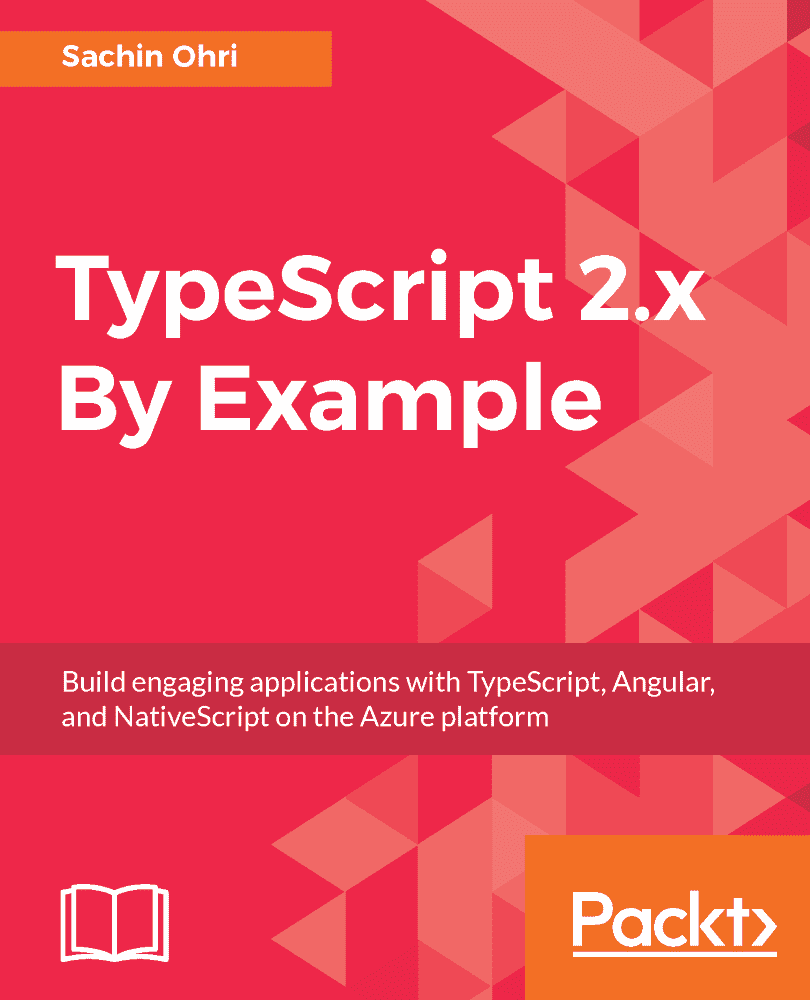 Sachin Ohri
TypeScript 2.x
By Example
Build engaging applications with TypeScript, Angular,
and NativeScript on the Azure platform
Packt